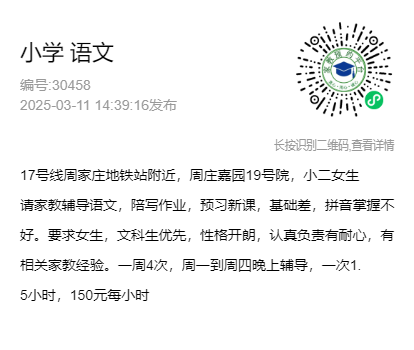 小学 语文
编号:30458
2025-03-11 14:39:16发布
长按识别二维码,查看详情
17号线周家庄地铁站附近，周庄嘉园19号院，小二女生
请家教辅导语文，陪写作业，预习新课，基础差，拼音掌握不
好。要求女生，文科生优先，性格开朗，认真负责有耐心，有
相关家教经验。一周4次，周一到周四晚上辅导，一次1.
5小时，150元每小时